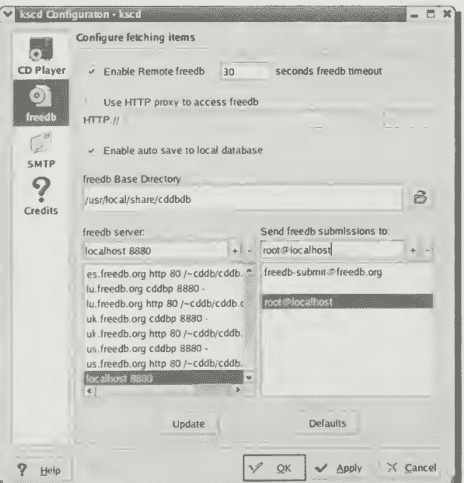 kscd Configuraton - kscd
Configure fetching items
CD Player
freedb
SMTP
Credits
Enable Remote freedb 30 seconds freedb timeout
Use HTTP proxy to access freedb
HTTP://
Enable auto save to local database
freedb Base Directory
/usr/local/share/cddbdb
freedb server:
localhost 8880 + -
es.freedb.org http 80 /~cddb/cddb.
lu.freedb.org cddbp 8880 -
lu.freedb.org http 80 /~cddb/cddb.c
uk.freedb.org cddbp 8880 -
uk.freedb.org http 80 /~cddb/cddb.
us.freedb.org cddbp 8880 -
us.freedb.org http 80 /~cddb/cddb.
localhost 8880
Send freedb submissions to:
root@localhost + -
freedb-submit@freedb.org
root@localhost
Update
Defaults
? Help
OK
Apply
Cancel